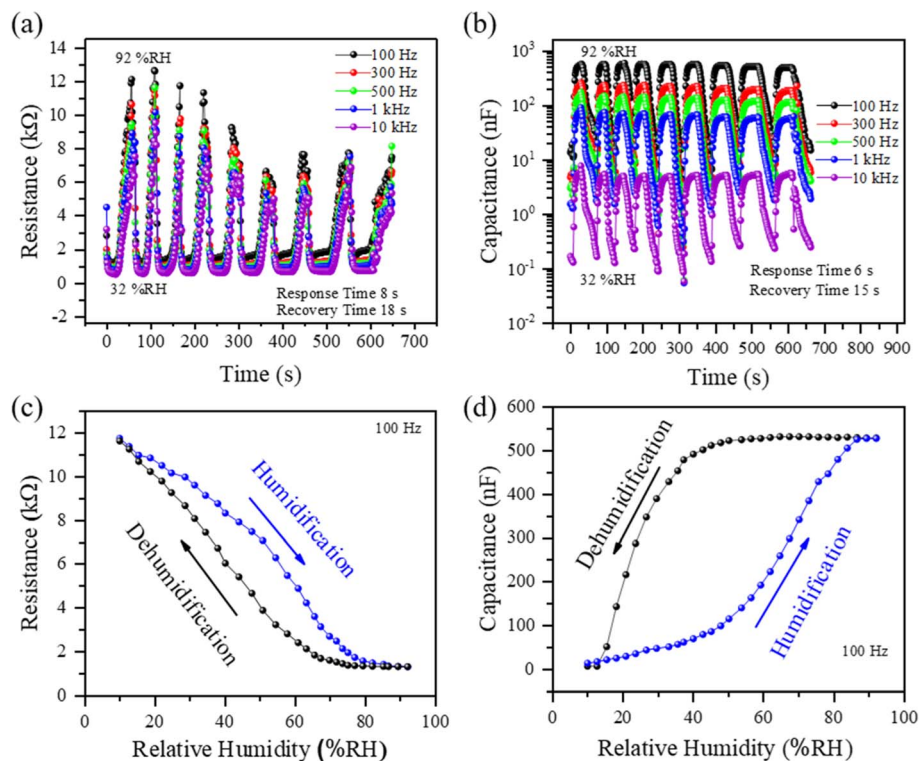 (a)
14
12
10
8
6
4
2
0
-2
Resistance (kΩ)
92 %RH
100 Hz
300 Hz
500 Hz
1 kHz
10 kHz
32 %RH
Response Time 8 s
Recovery Time 18 s
0 100 200 300 400 500 600 700
Time (s)
(b)
10³
10²
10¹
10⁰
10⁻¹
10⁻²
Capacitance (nF)
92 %RH
100 Hz
300 Hz
500 Hz
1 kHz
10 kHz
32 %RH
Response Time 6 s
Recovery Time 15 s
0 100 200 300 400 500 600 700 800 900
Time (s)
(c)
12
10
8
6
4
2
0
Resistance (kΩ)
100 Hz
Humidification
Dehumidification
0 20 40 60 80 100
Relative Humidity (%RH)
(d)
600
500
400
300
200
100
0
Capacitance (nF)
Dehumidification
Humidification
100 Hz
0 20 40 60 80 100
Relative Humidity (%RH)